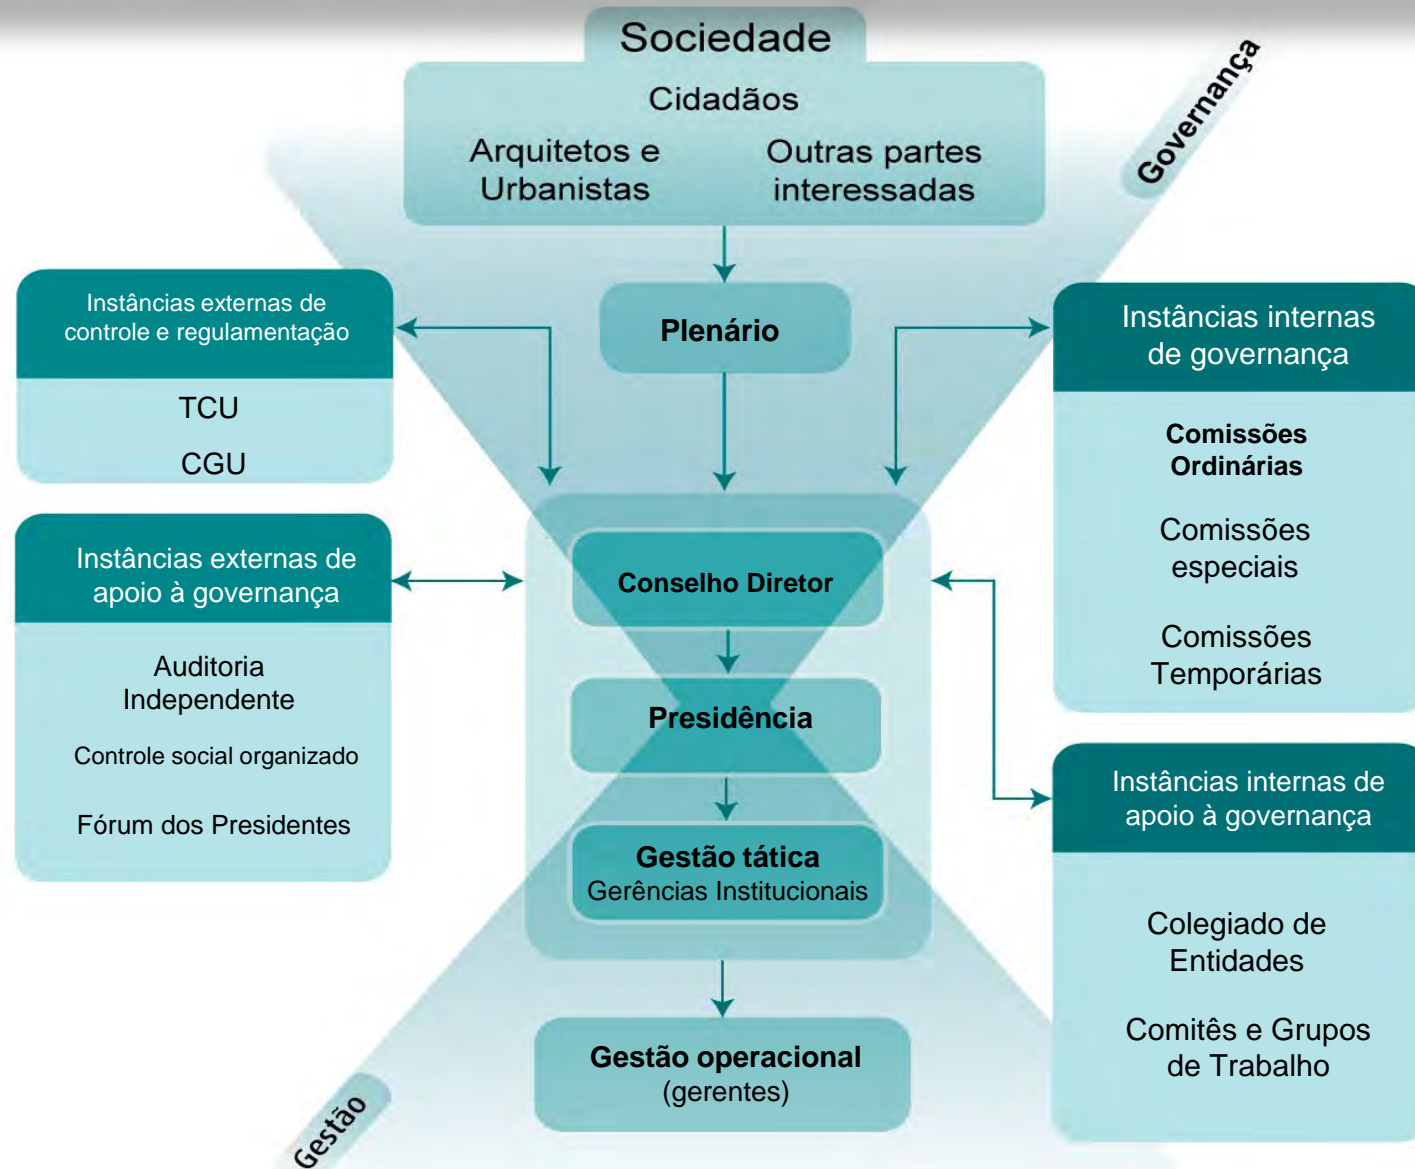 Sociedade
Cidadãos
Arquitetos e
Urbanistas
Outras partes
interessadas
Governança
Instâncias externas de
controle e regulamentação
TCU
CGU
Plenário
Instâncias internas
de governança
Comissões
Ordinárias
Comissões
especiais
Comissões
Temporárias
Instâncias externas de
apoio à governança
Auditoria
Independente
Controle social organizado
Fórum dos Presidentes
Conselho Diretor
Presidência
Gestão tática
Gerências Institucionais
Instâncias internas de
apoio à governança
Colegiado de
Entidades
Comitês e Grupos
de Trabalho
Gestão operacional
(gerentes)
Gestão